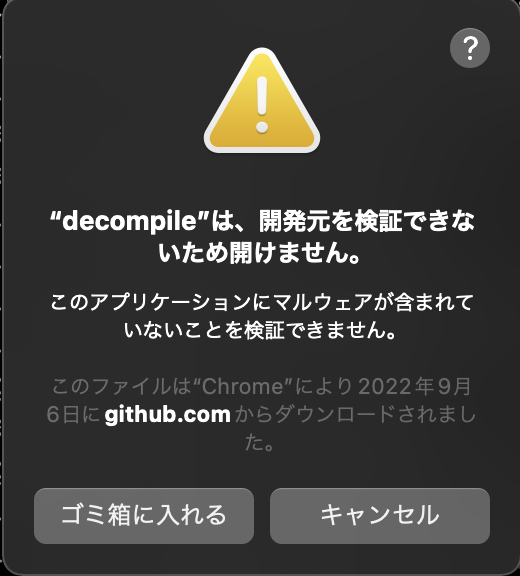 ?
“decompile”は、開発元を検証できな
いため開けません。
このアプリケーションにマルウェアが含まれて
いないことを検証できません。
このファイルは“Chrome”により2022年9月
6日にgithub.comからダウンロードされまし
た。
ゴミ箱に入れる
キャンセル